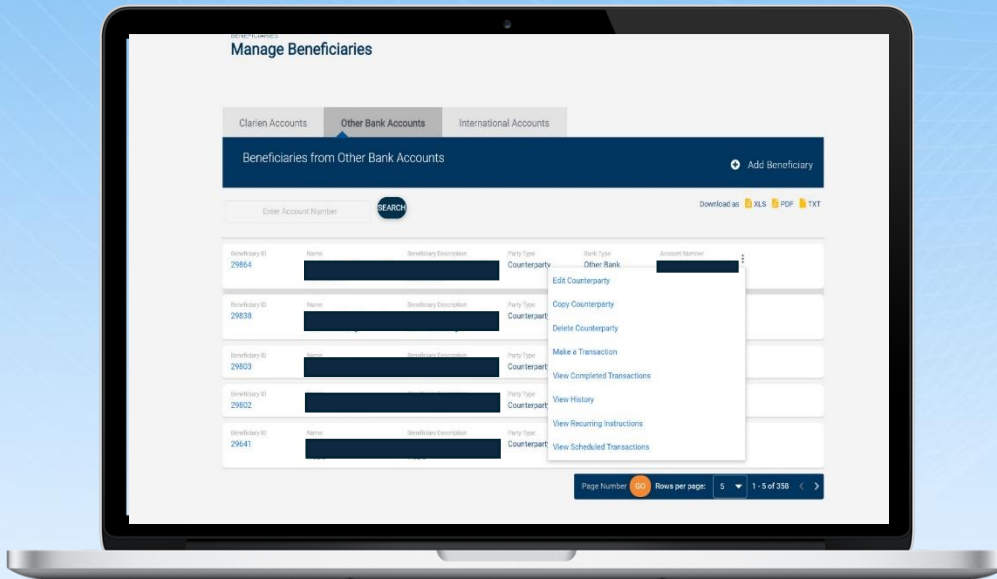 BENEFICIARIES
Manage Beneficiaries
Clarien Accounts Other Bank Accounts International Accounts
Beneficiaries from Other Bank Accounts Add Beneficiary
Enter Account Number SEARCH Download as XLS PDF TXT
Beneficiary ID Name Beneficiary Description Party Type Bank Type Account Number
29864 Counterparty Other Bank
Edit Counterparty
Beneficiary ID Name Beneficiary Description Party Type
29838 Counterpart
Copy Counterparty
Delete Counterparty
Beneficiary ID Name Beneficiary Description Party Type
29803 Counterpart
Make a Transaction
View Completed Transactions
Beneficiary ID Party Type
29802 Counterpart
View History
View Recurring Instructions
Beneficiary ID Name Beneficiary Description Party Type
29641 Counterpart
View Scheduled Transactions
Page Number GO Rows per page: 5 1 - 5 of 358